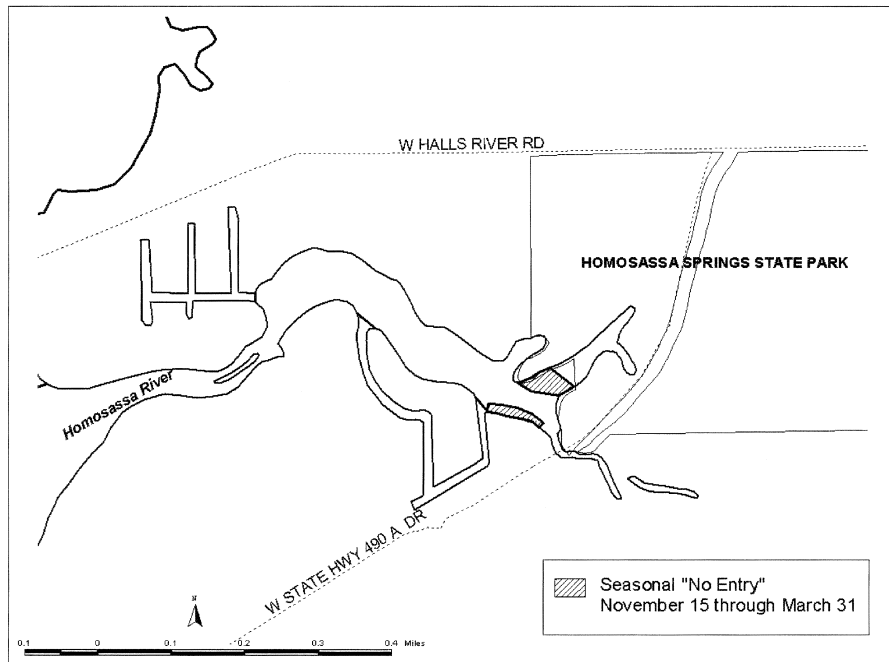 W HALLS RIVER RD
HOMOSASSA SPRINGS STATE PARK
Homosassa River
W STATE HWY 490 A DR
Seasonal "No Entry"
November 15 through March 31
N
0.1 0 0.1 0.2 0.3 0.4 Miles